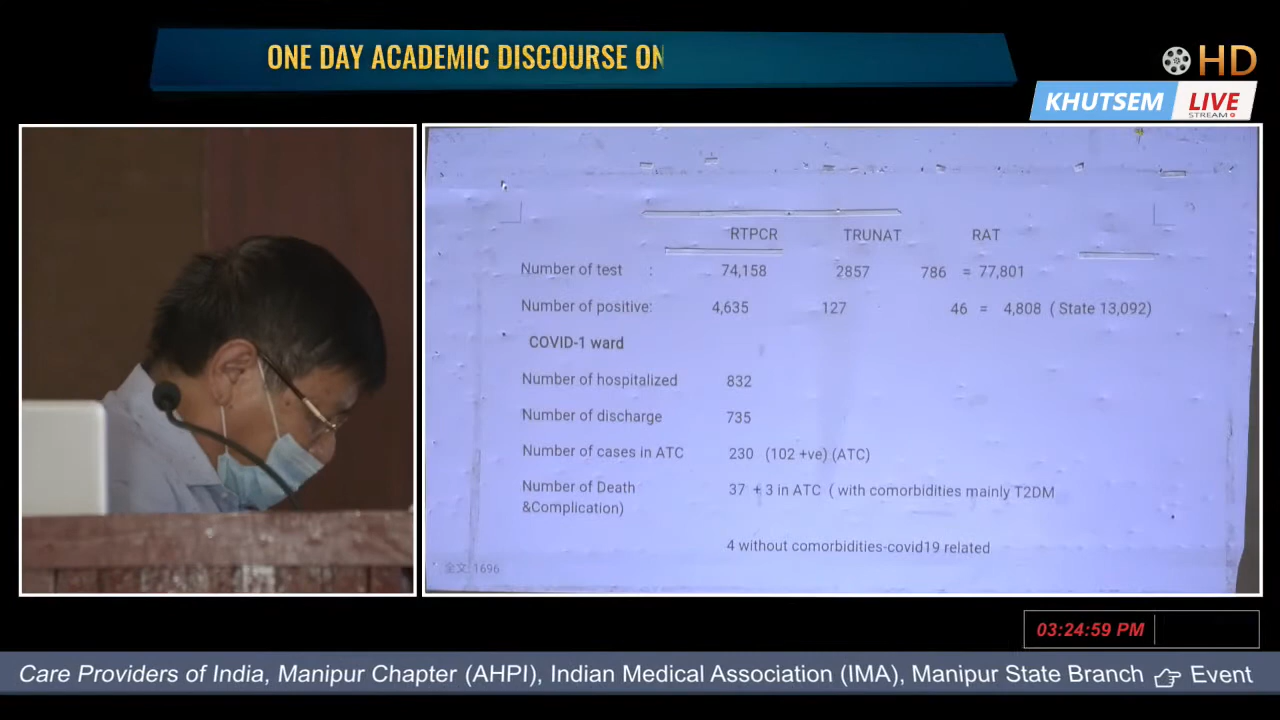 ONE DAY ACADEMIC DISCOURSE ON
HD
KHUTSEM LIVE
STREAM
RTPCR TRUNAT RAT
Number of test : 74,158 2857 786 = 77,801
Number of positive: 4,635 127 46 = 4,808 ( State 13,092)
COVID-1 ward
Number of hospitalized 832
Number of discharge 735
Number of cases in ATC 230 (102 +ve) (ATC)
Number of Death 37 + 3 in ATC ( with comorbidities mainly T2DM
&Complication)
4 without comorbidities-covid19 related
全文: 1696
03:24:59 PM
Care Providers of India, Manipur Chapter (AHPI), Indian Medical Association (IMA), Manipur State Branch Event